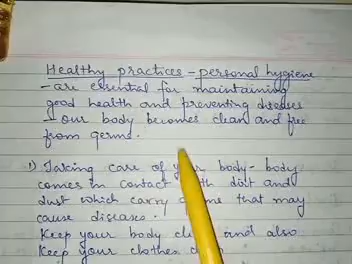 Healthy practices - personal hygiene
- are essential for maintaining
good health and preventing diseases
- our body becomes clean and free
from germs.
1) Taking care of your body - body
comes in contact with dirt and
dust which carry that may
cause diseases.
Keep your body and also
Keep your clothes